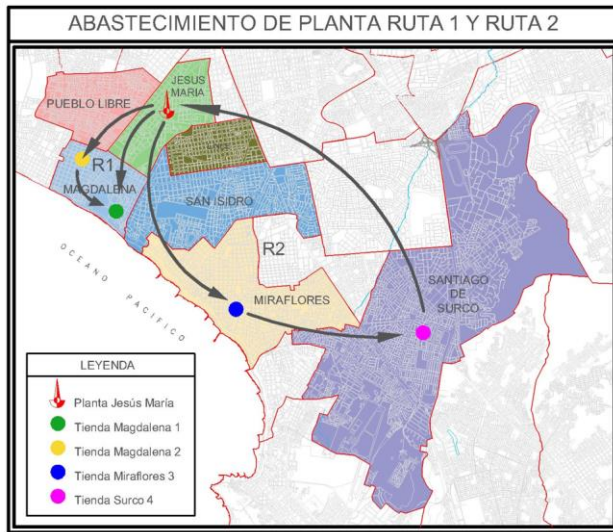 ABASTECIMIENTO DE PLANTA RUTA 1 Y RUTA 2
JESUS
MARIA
PUEBLO LIBRE
R1
MAGDALENA
SAN ISIDRO
R2
OCEANO PACIFICO
MIRAFLORES
SANTIAGO
DE
SURCO
LEYENDA
Planta Jesús María
Tienda Magdalena 1
Tienda Magdalena 2
Tienda Miraflores 3
Tienda Surco 4